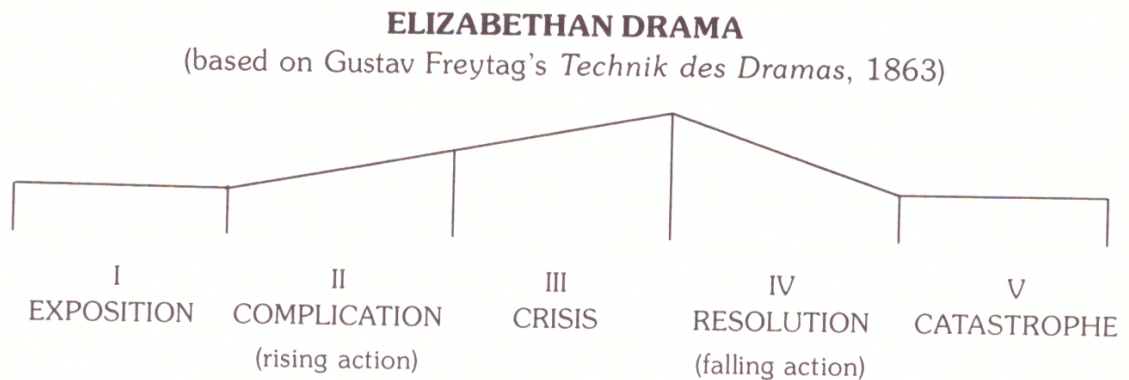 ELIZABETHAN DRAMA
(based on Gustav Freytag's Technik des Dramas, 1863)
I
EXPOSITION
II
COMPLICATION
(rising action)
III
CRISIS
IV
RESOLUTION
(falling action)
V
CATASTROPHE